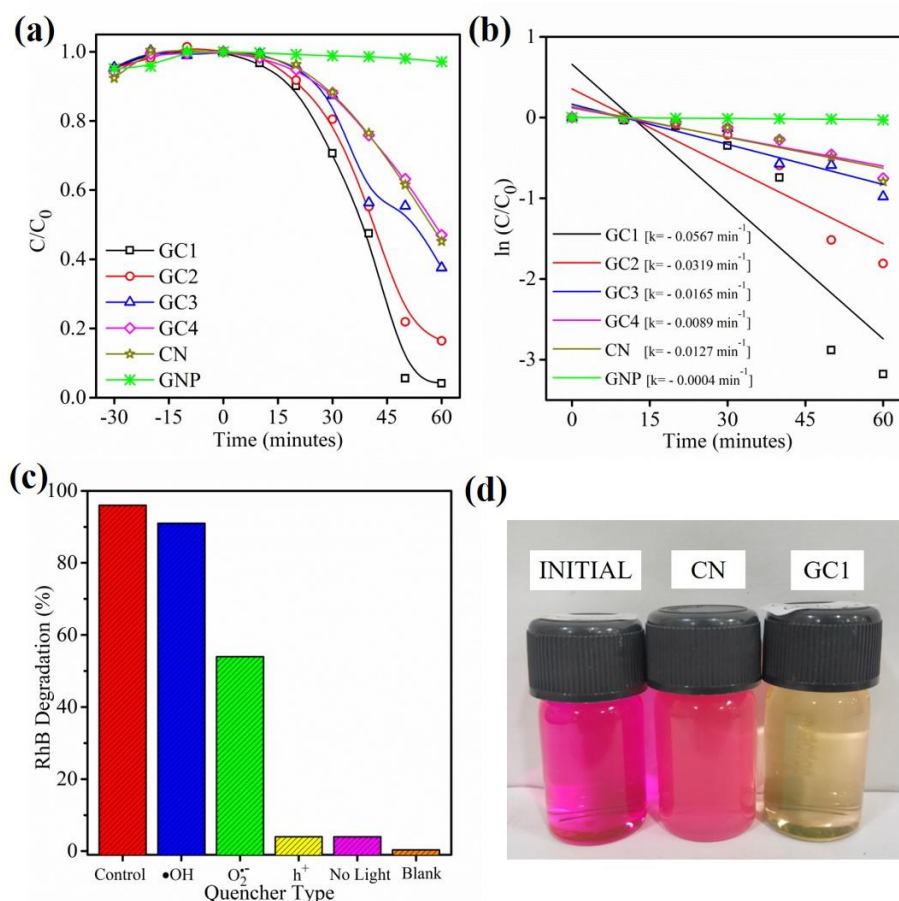 (a)
C/C₀
1.0
0.8
0.6
0.4
0.2
0.0
GC1
GC2
GC3
GC4
CN
GNP
-30 -15 0 15 30 45 60
Time (minutes)
(b)
ln (C/C₀)
1
0
-1
-2
-3
GC1 [k= - 0.0567 min⁻¹]
GC2 [k= - 0.0319 min⁻¹]
GC3 [k= - 0.0165 min⁻¹]
GC4 [k= - 0.0089 min⁻¹]
CN [k= - 0.0127 min⁻¹]
GNP [k= - 0.0004 min⁻¹]
0 15 30 45 60
Time (minutes)
(c)
RhB Degradation (%)
100
80
60
40
20
0
Control •OH O₂•⁻ h⁺ No Light Blank
Quencher Type
(d)
INITIAL CN GC1